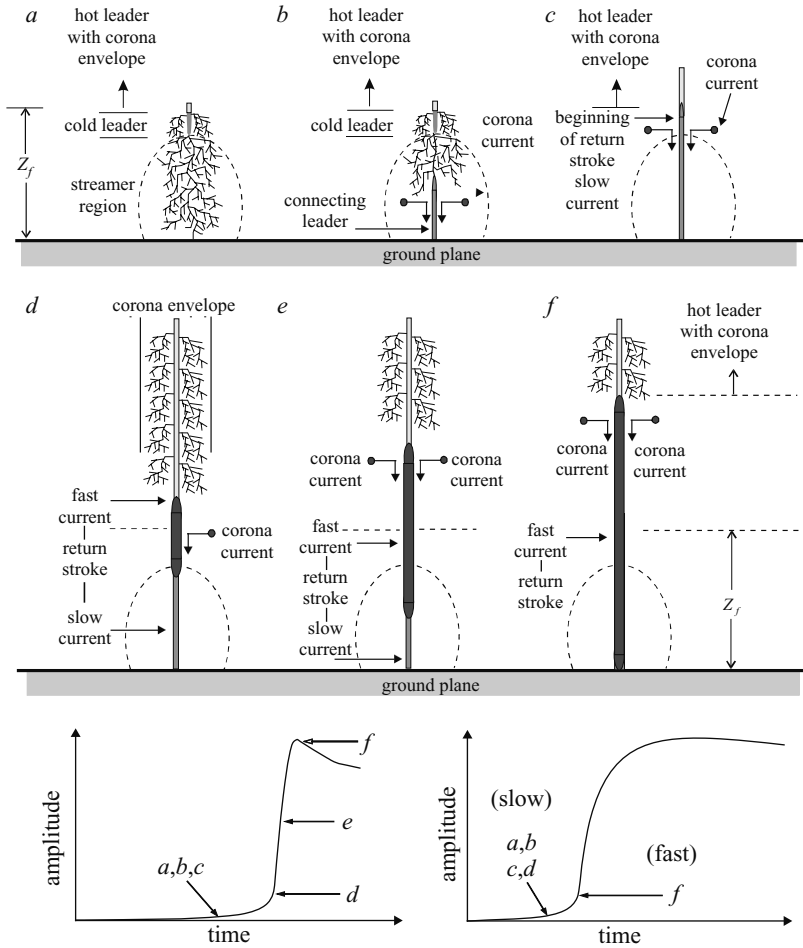 a
hot leader
with corona
envelope
cold leader
Zf
streamer
region
b
hot leader
with corona
envelope
cold leader
corona
current
connecting
leader
c
hot leader
with corona
envelope
corona
current
beginning
of return
stroke
slow
current
ground plane
d
corona envelope
fast
current
return
stroke
slow
current
corona
current
e
corona
current
corona
current
fast
current
return
stroke
slow
current
f
hot leader
with corona
envelope
corona
current
corona
current
fast
current
return
stroke
Zf
ground plane
amplitude
a,b,c
f
e
d
time
amplitude
(slow)
a,b
c,d
(fast)
f
time